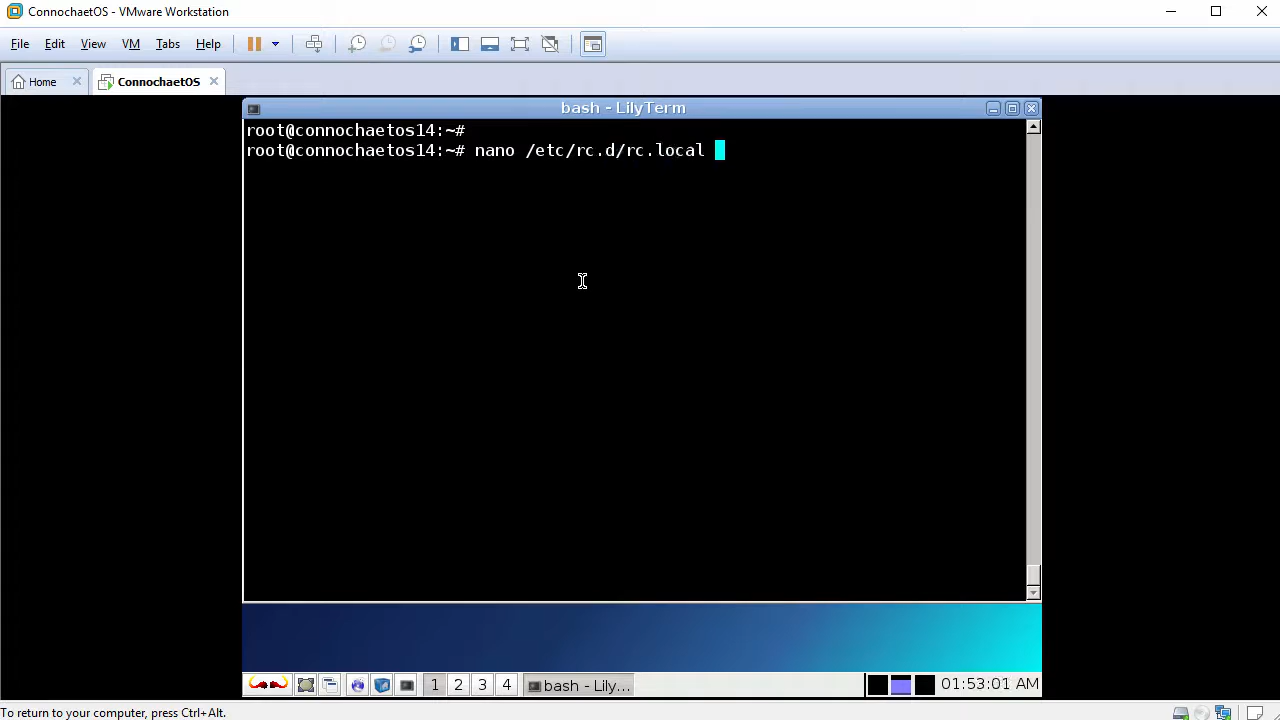 ConnochaetOS - VMware Workstation
File Edit View VM Tabs Help
Home ConnochaetOS
bash - LilyTerm
root@connochaetos14:~#
root@connochaetos14:~# nano /etc/rc.d/rc.local
1 2 3 4 bash - Lily... 01:53:01 AM
To return to your computer, press Ctrl+Alt.